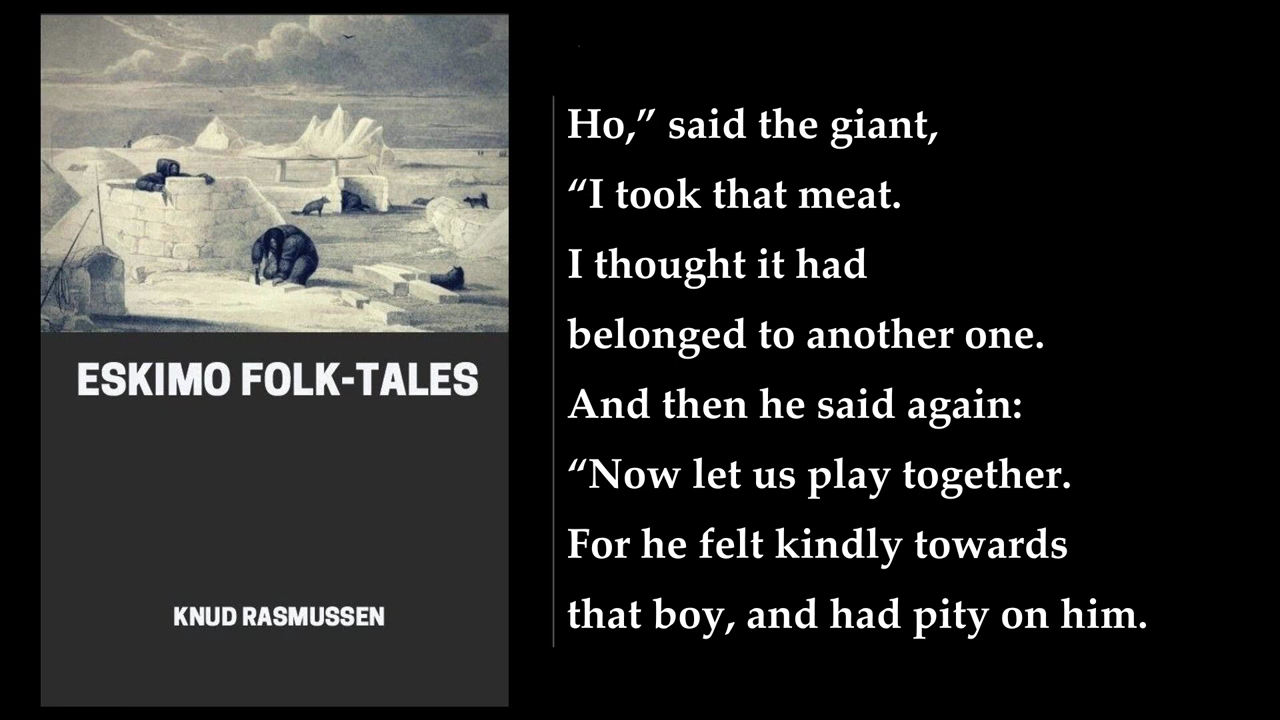 ESKIMO FOLK-TALES
KNUD RASMUSSEN
Ho,” said the giant,
“I took that meat.
I thought it had
belonged to another one.
And then he said again:
“Now let us play together.
For he felt kindly towards
that boy, and had pity on him.